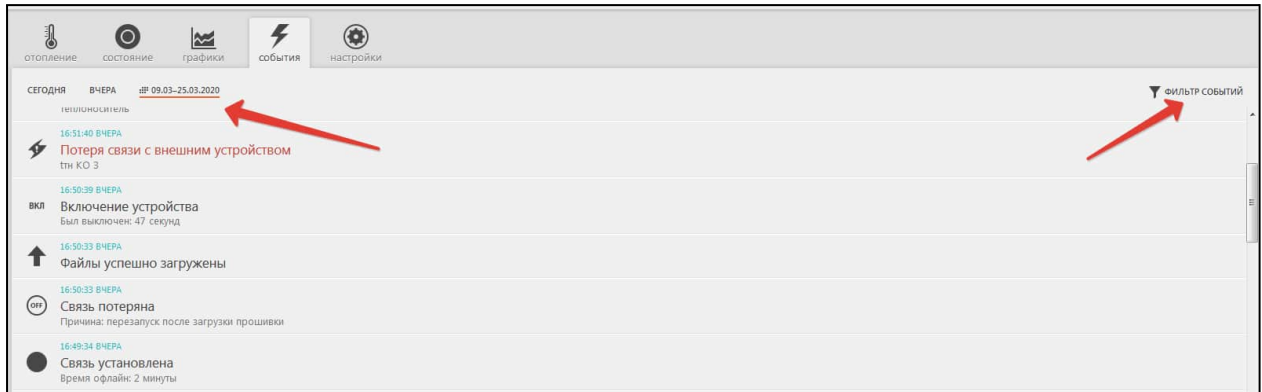 отопление состояние графики события настройки
СЕГОДНЯ ВЧЕРА 09.03–25.03.2020 ФИЛЬТР СОБЫТИЙ
теплоноситель
16:51:40 ВЧЕРА
Потеря связи с внешним устройством
tтн КО 3
16:50:39 ВЧЕРА
ВКЛ Включение устройства
Был выключен: 47 секунд
16:50:33 ВЧЕРА
Файлы успешно загружены
16:50:33 ВЧЕРА
OFF Связь потеряна
Причина: перезапуск после загрузки прошивки
16:49:34 ВЧЕРА
Связь установлена
Время офлайн: 2 минуты